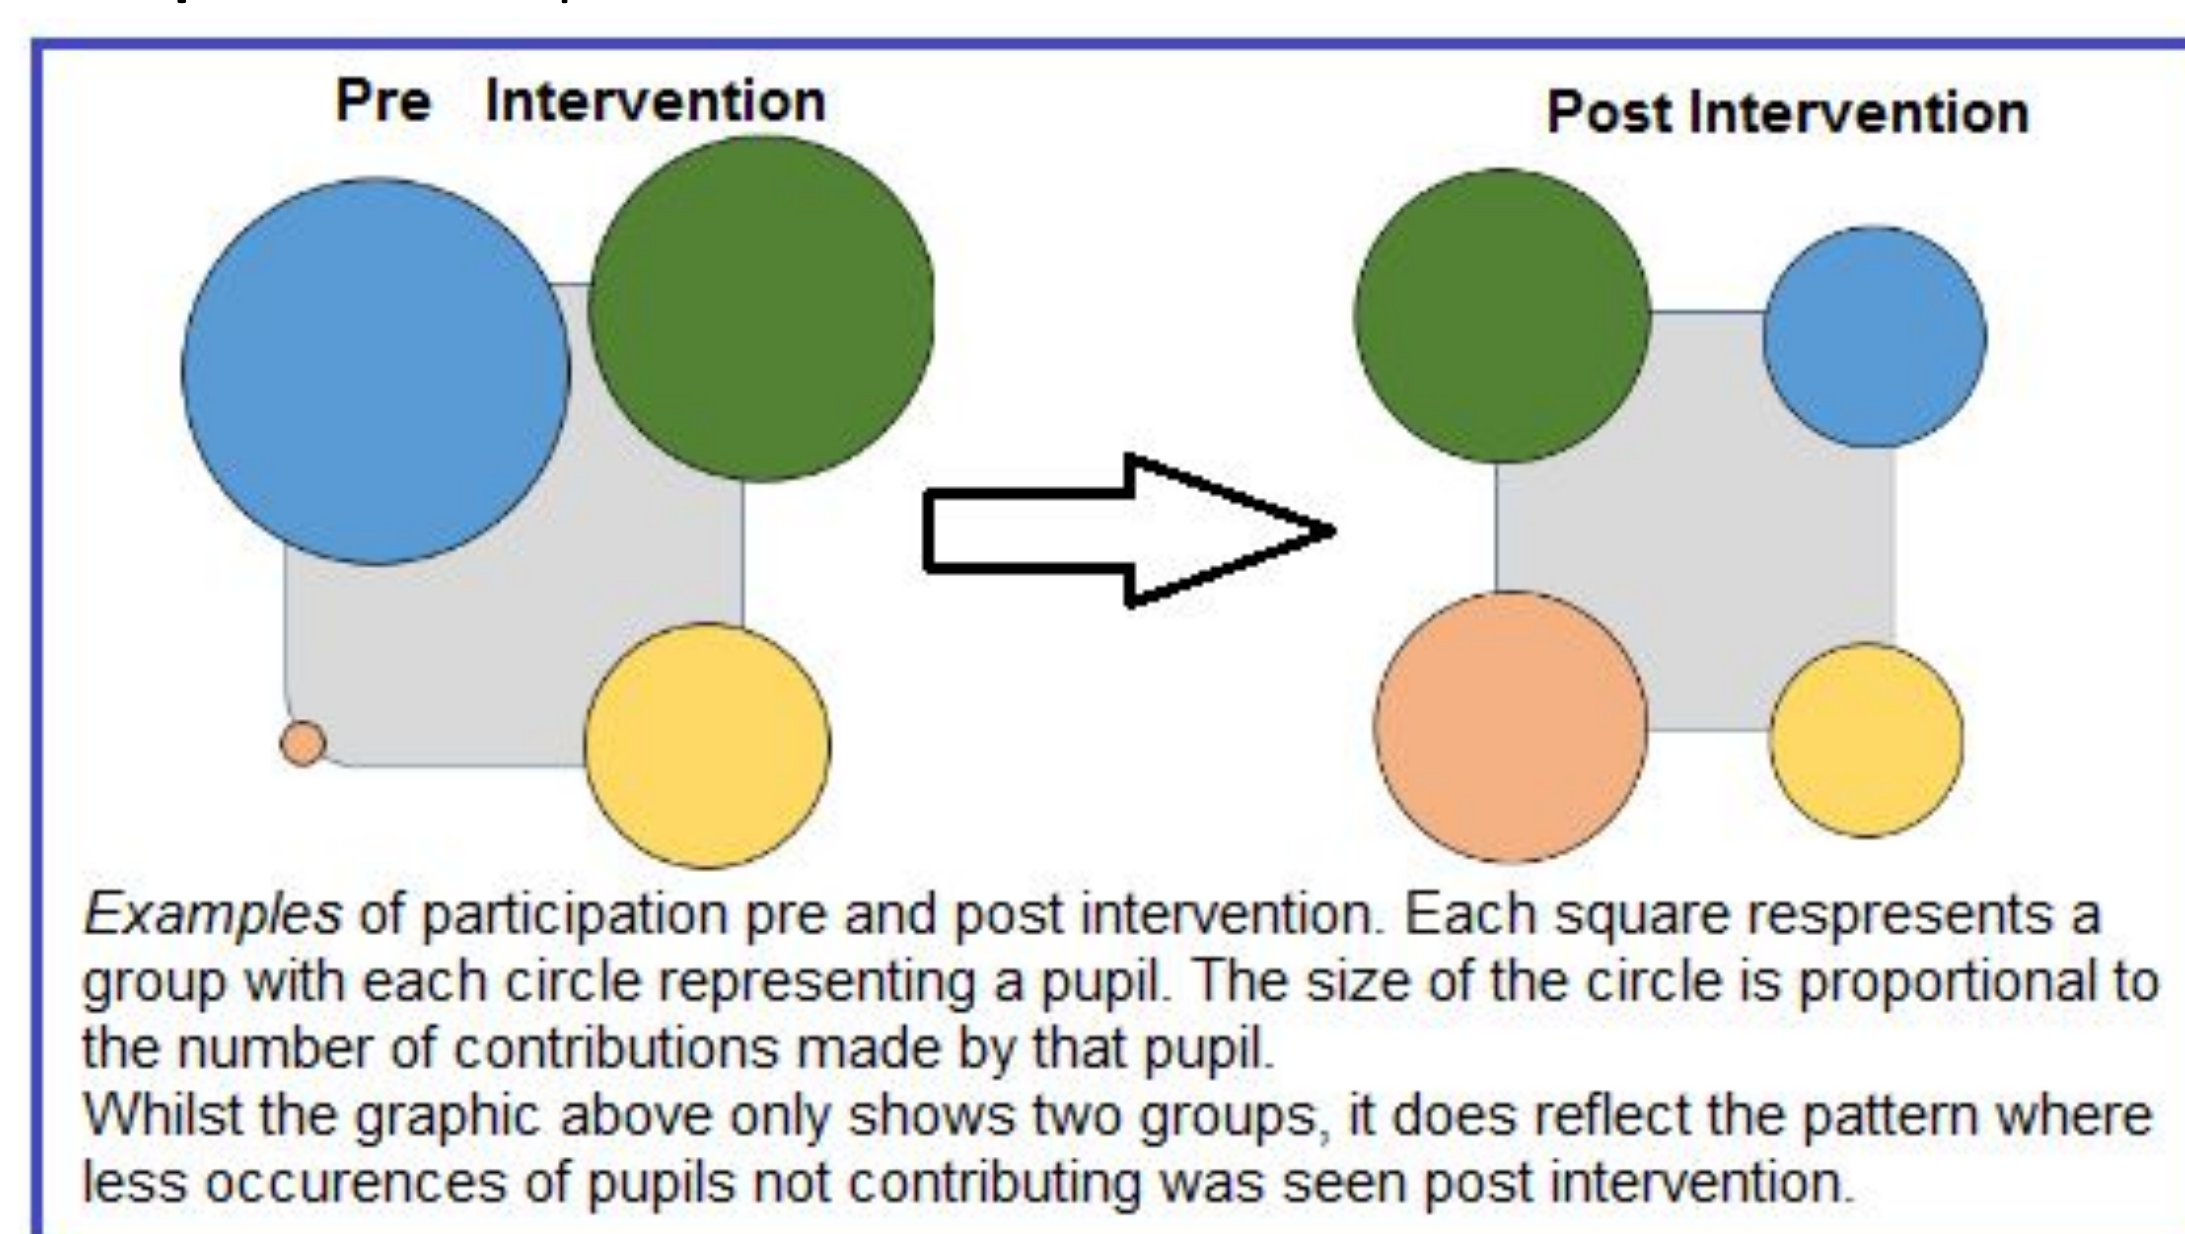 Pre Intervention
Post Intervention
Examples of participation pre and post intervention. Each square respresents a
group with each circle representing a pupil. The size of the circle is proportional to
the number of contributions made by that pupil.
Whilst the graphic above only shows two groups, it does reflect the pattern where
less occurences of pupils not contributing was seen post intervention.